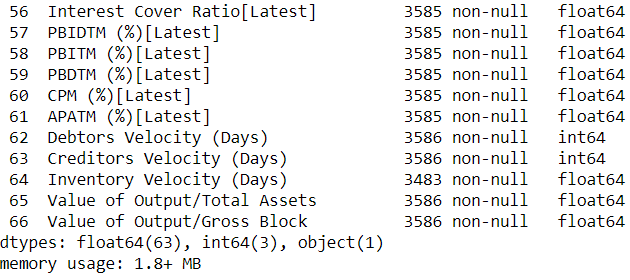 56 Interest Cover Ratio[Latest] 3585 non-null float64
57 PBIDTM (%)[Latest] 3585 non-null float64
58 PBITM (%)[Latest] 3585 non-null float64
59 PBDTM (%)[Latest] 3585 non-null float64
60 CPM (%)[Latest] 3585 non-null float64
61 APATM (%)[Latest] 3585 non-null float64
62 Debtors Velocity (Days) 3586 non-null int64
63 Creditors Velocity (Days) 3586 non-null int64
64 Inventory Velocity (Days) 3483 non-null float64
65 Value of Output/Total Assets 3586 non-null float64
66 Value of Output/Gross Block 3586 non-null float64
dtypes: float64(63), int64(3), object(1)
memory usage: 1.8+ MB